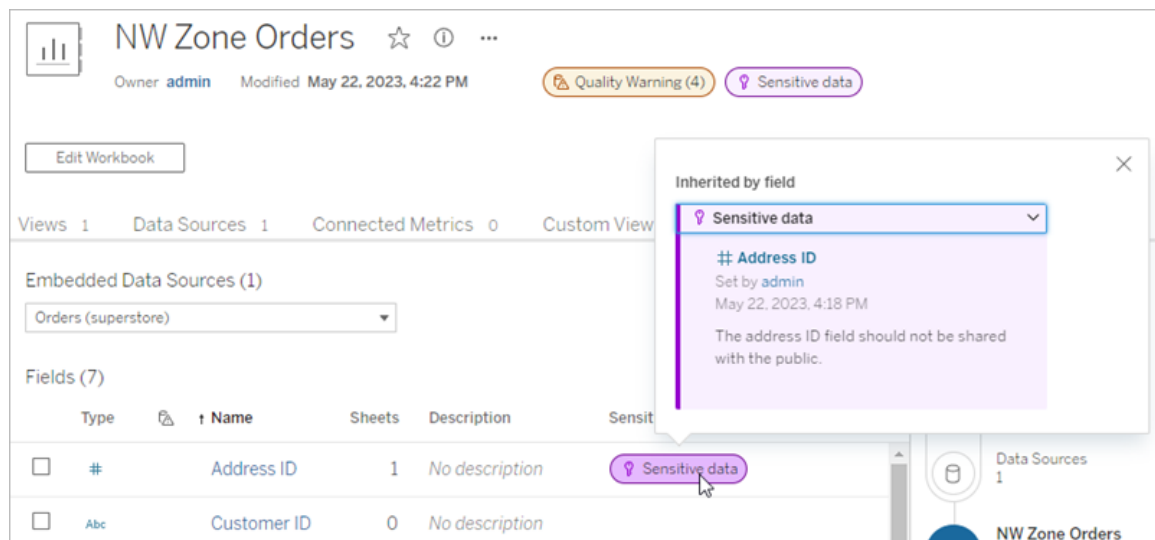 NW Zone Orders
Owner admin Modified May 22, 2023, 4:22 PM Quality Warning (4) Sensitive data
Edit Workbook
Views 1 Data Sources 1 Connected Metrics 0 Custom View
Embedded Data Sources (1)
Orders (superstore)
Fields (7)
Type Name Sheets Description Sensit
# Address ID 1 No description Sensitive data
Abc Customer ID 0 No description
Inherited by field
Sensitive data
# Address ID
Set by admin
May 22, 2023, 4:18 PM
The address ID field should not be shared
with the public.
Data Sources
1
NW Zone Orders